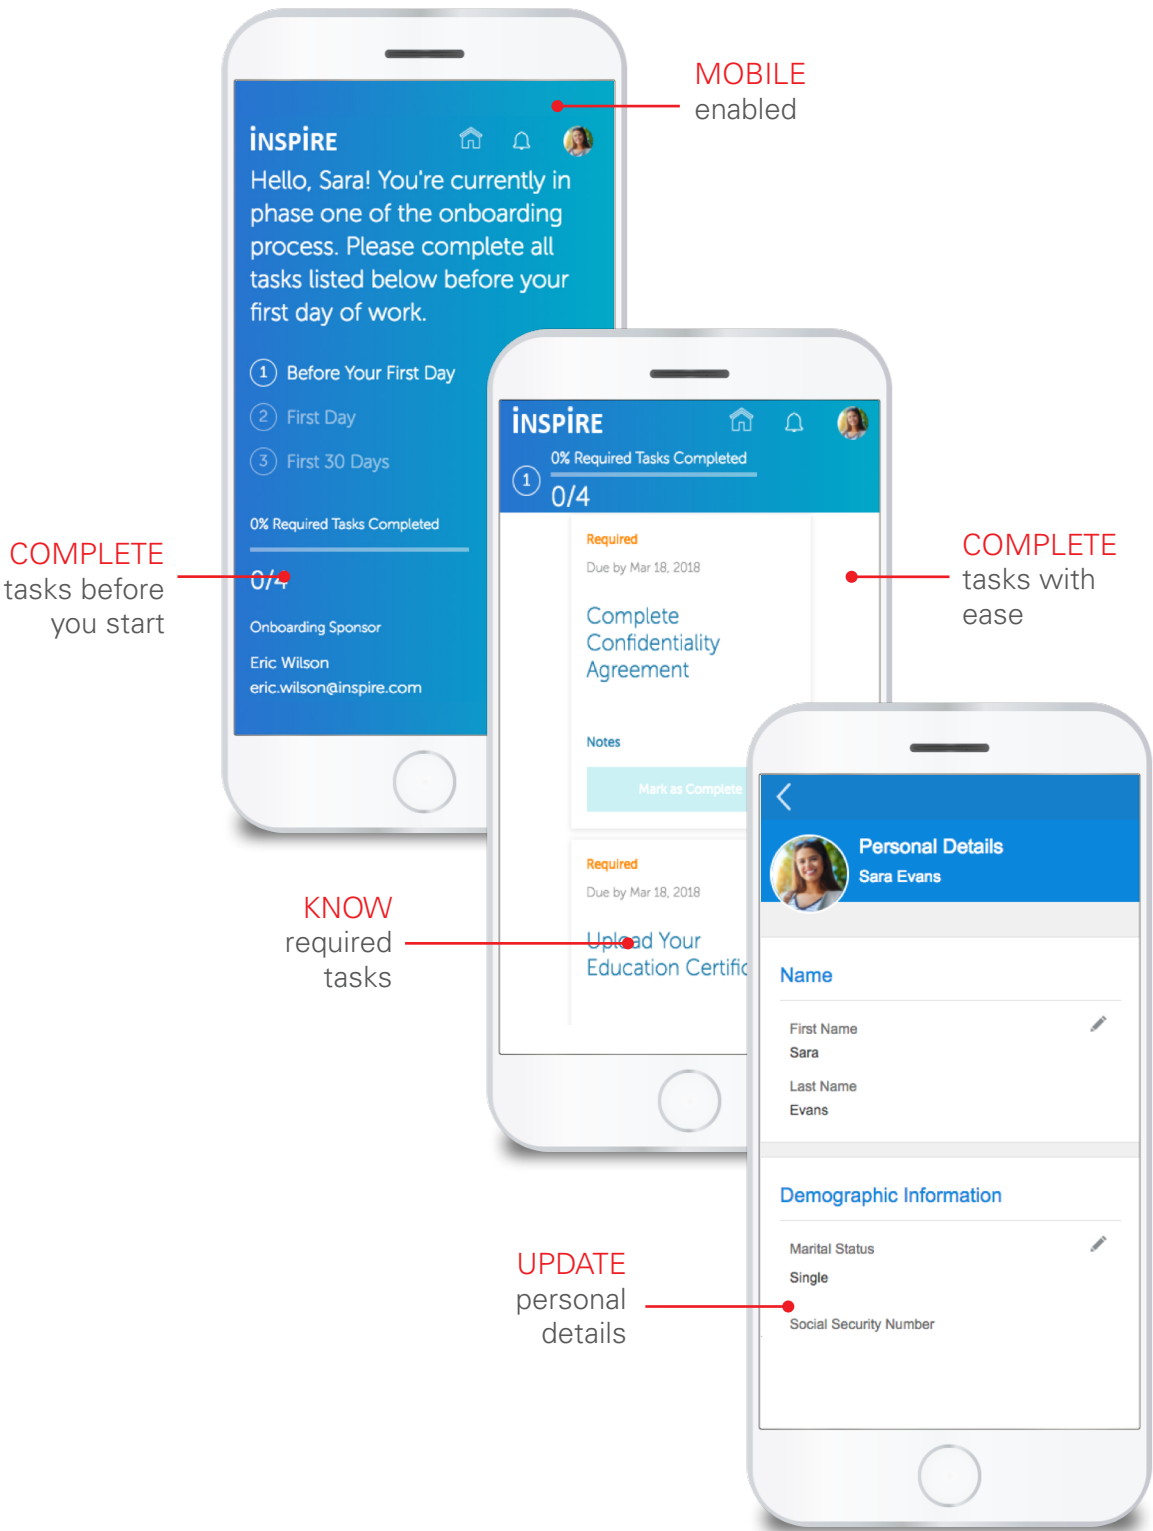 MOBILE
enabled
iNSPiRE
Hello, Sara! You're currently in
phase one of the onboarding
process. Please complete all
tasks listed below before your
first day of work.
1 Before Your First Day
2 First Day
3 First 30 Days
0% Required Tasks Completed
0/4
Onboarding Sponsor
Eric Wilson
eric.wilson@inspire.com
COMPLETE
tasks before
you start
iNSPiRE
0% Required Tasks Completed
1
0/4
Required
Due by Mar 18, 2018
Complete
Confidentiality
Agreement
Notes
Mark as Complete
Required
Due by Mar 18, 2018
Upload Your
Education Certific
COMPLETE
tasks with
ease
KNOW
required
tasks
Personal Details
Sara Evans
Name
First Name
Sara
Last Name
Evans
Demographic Information
Marital Status
Single
Social Security Number
UPDATE
personal
details